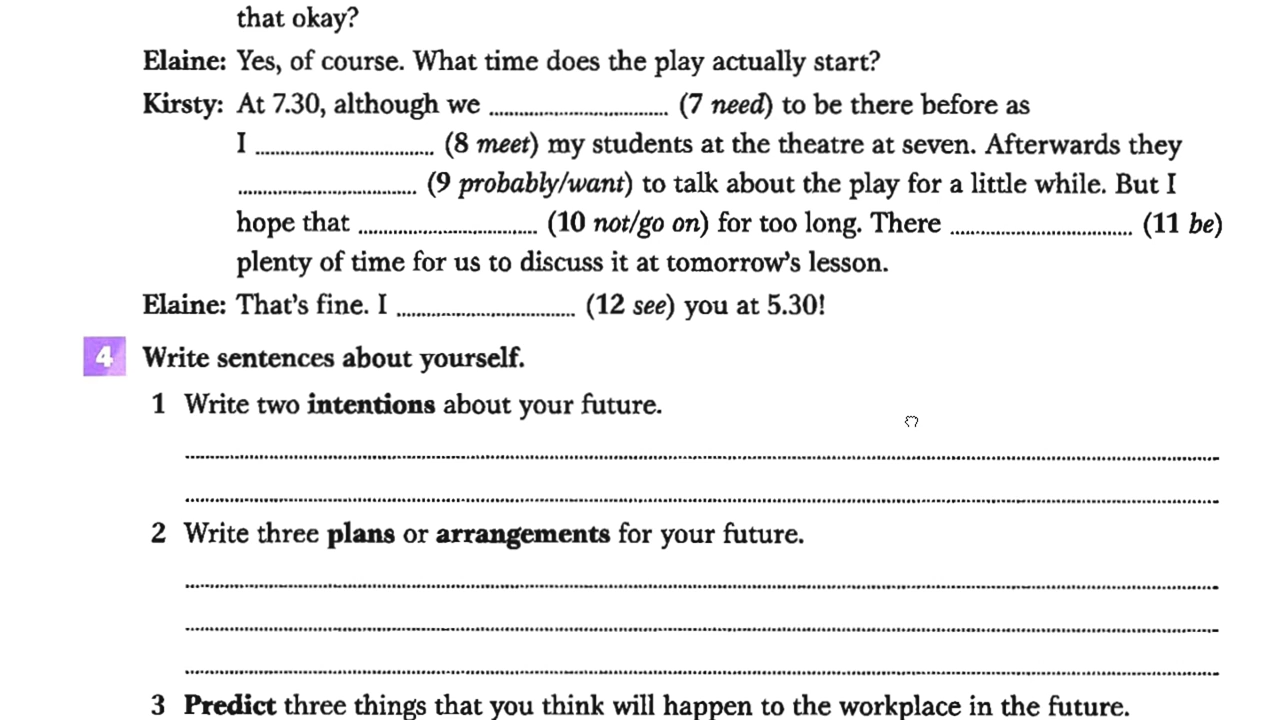 that okay?
Elaine: Yes, of course. What time does the play actually start?
Kirsty: At 7.30, although we ................................ (7 need) to be there before as
I ................................ (8 meet) my students at the theatre at seven. Afterwards they
................................ (9 probably/want) to talk about the play for a little while. But I
hope that ................................ (10 not/go on) for too long. There ................................ (11 be)
plenty of time for us to discuss it at tomorrow's lesson.
Elaine: That's fine. I ................................ (12 see) you at 5.30!
4 Write sentences about yourself.
1 Write two intentions about your future.
2 Write three plans or arrangements for your future.
3 Predict three things that you think will happen to the workplace in the future.